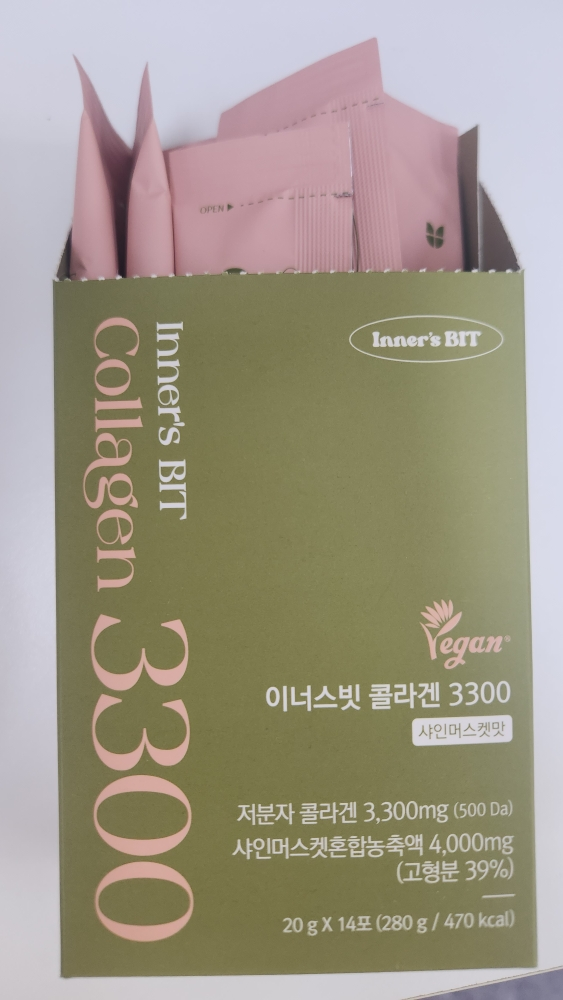 OPEN
Inner's BIT
Inner's BIT
Collagen 3300
Vegan
이너스빗 콜라겐 3300
샤인머스켓맛
저분자 콜라겐 3,300mg (500 Da)
샤인머스켓혼합농축액 4,000mg
(고형분 39%)
20 g X 14포 (280 g / 470 kcal)